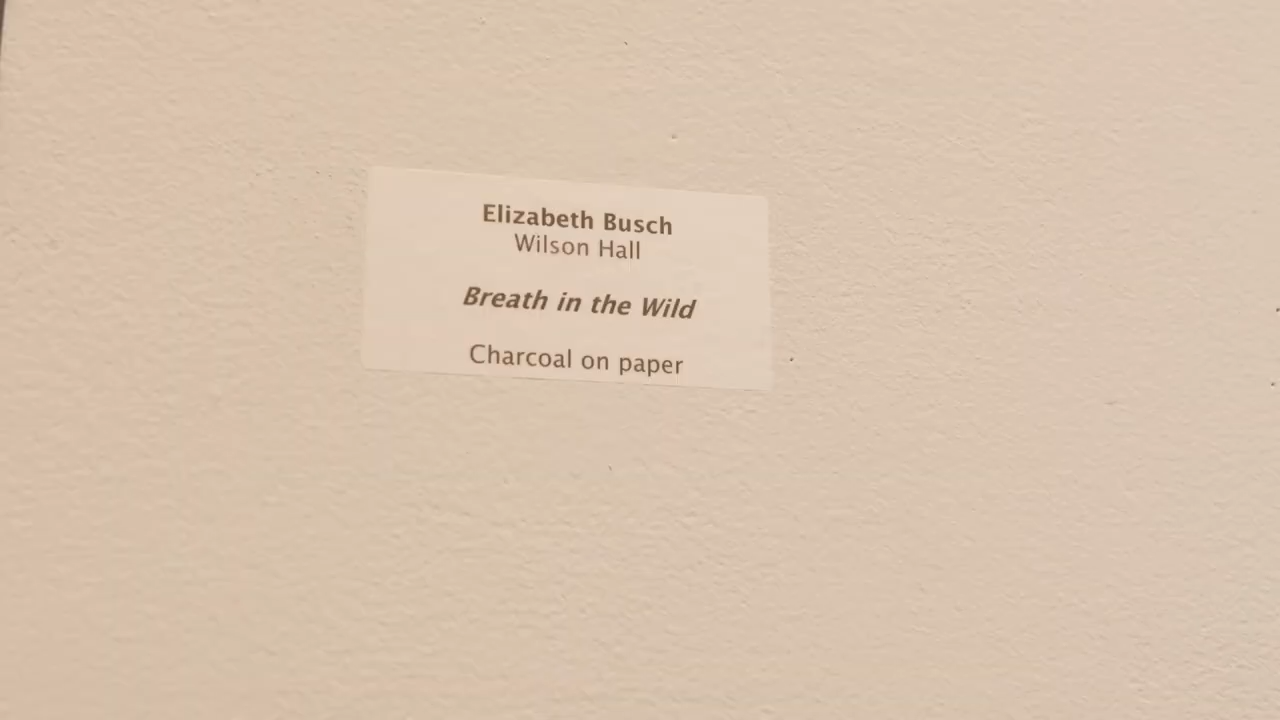 Elizabeth Busch
Wilson Hall
Breath in the Wild
Charcoal on paper